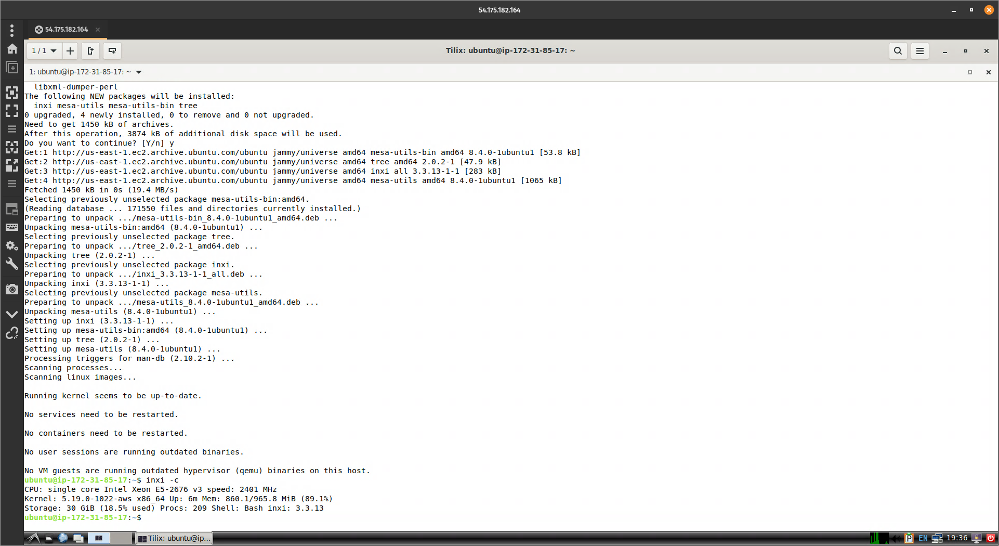 54.175.182.164
54.175.182.164
1 / 1
Tilix: ubuntu@ip-172-31-85-17: ~
1: ubuntu@ip-172-31-85-17: ~
libxml-dumper-perl
The following NEW packages will be installed:
inxi mesa-utils mesa-utils-bin tree
0 upgraded, 4 newly installed, 0 to remove and 0 not upgraded.
Need to get 1450 kB of archives.
After this operation, 3874 kB of additional disk space will be used.
Do you want to continue? [Y/n] y
Get:1 http://us-east-1.ec2.archive.ubuntu.com/ubuntu jammy/universe amd64 mesa-utils-bin amd64 8.4.0-1ubuntu1 [53.8 kB]
Get:2 http://us-east-1.ec2.archive.ubuntu.com/ubuntu jammy/universe amd64 tree amd64 2.0.2-1 [47.9 kB]
Get:3 http://us-east-1.ec2.archive.ubuntu.com/ubuntu jammy/universe amd64 inxi all 3.3.13-1-1 [283 kB]
Get:4 http://us-east-1.ec2.archive.ubuntu.com/ubuntu jammy/universe amd64 mesa-utils amd64 8.4.0-1ubuntu1 [1065 kB]
Fetched 1450 kB in 0s (19.4 MB/s)
Selecting previously unselected package mesa-utils-bin:amd64.
(Reading database ... 171550 files and directories currently installed.)
Preparing to unpack .../mesa-utils-bin_8.4.0-1ubuntu1_amd64.deb ...
Unpacking mesa-utils-bin:amd64 (8.4.0-1ubuntu1) ...
Selecting previously unselected package tree.
Preparing to unpack .../tree_2.0.2-1_amd64.deb ...
Unpacking tree (2.0.2-1) ...
Selecting previously unselected package inxi.
Preparing to unpack .../inxi_3.3.13-1-1_all.deb ...
Unpacking inxi (3.3.13-1-1) ...
Selecting previously unselected package mesa-utils.
Preparing to unpack .../mesa-utils_8.4.0-1ubuntu1_amd64.deb ...
Unpacking mesa-utils (8.4.0-1ubuntu1) ...
Setting up inxi (3.3.13-1-1) ...
Setting up mesa-utils-bin:amd64 (8.4.0-1ubuntu1) ...
Setting up tree (2.0.2-1) ...
Setting up mesa-utils (8.4.0-1ubuntu1) ...
Processing triggers for man-db (2.10.2-1) ...
Scanning processes...
Scanning linux images...
Running kernel seems to be up-to-date.
No services need to be restarted.
No containers need to be restarted.
No user sessions are running outdated binaries.
No VM guests are running outdated hypervisor (qemu) binaries on this host.
ubuntu@ip-172-31-85-17:~$ inxi -c
CPU: single core Intel Xeon E5-2676 v3 speed: 2401 MHz
Kernel: 5.19.0-1022-aws x86_64 Up: 6m Mem: 860.1/965.8 MiB (89.1%)
Storage: 30 GiB (18.5% used) Procs: 209 Shell: Bash inxi: 3.3.13
ubuntu@ip-172-31-85-17:~$
Tilix: ubuntu@ip...
P EN 19:36